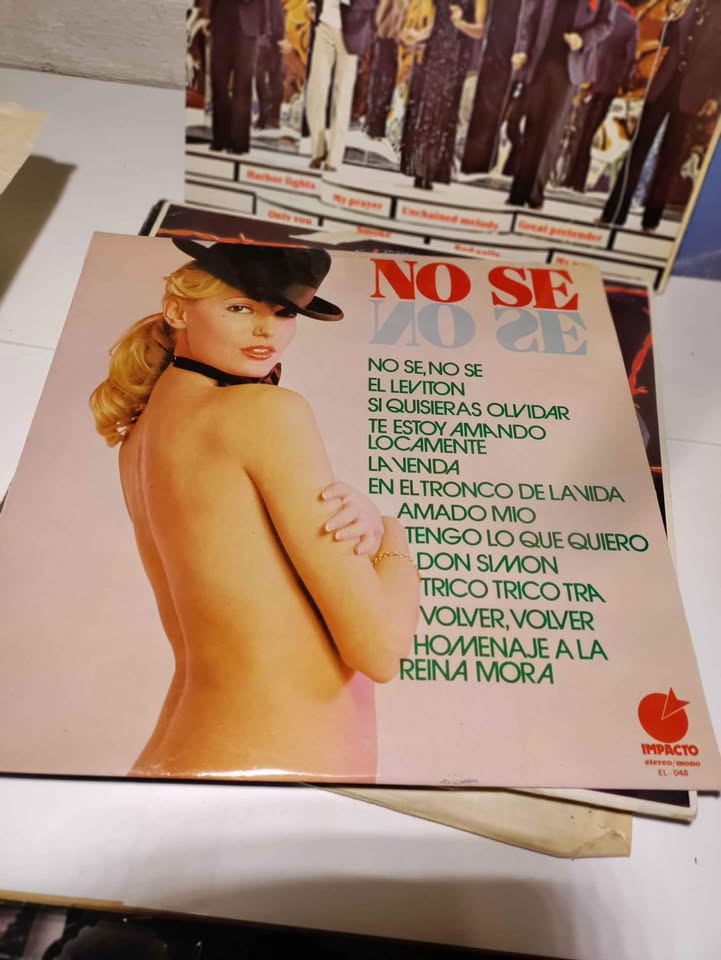 Harbor lights
My prayer
Unchained melody
Great pretender
Only you
Smoke
NO SE
NO SE
NO SE, NO SE
EL LEVITON
SI QUISIERAS OLVIDAR
TE ESTOY AMANDO
LOCAMENTE
LA VENDA
EN EL TRONCO DE LA VIDA
AMADO MIO
TENGO LO QUE QUIERO
DON SIMON
TRICO TRICO TRA
VOLVER, VOLVER
HOMENAJE A LA
REINA MORA
IMPACTO
stereo/mono
EL-048